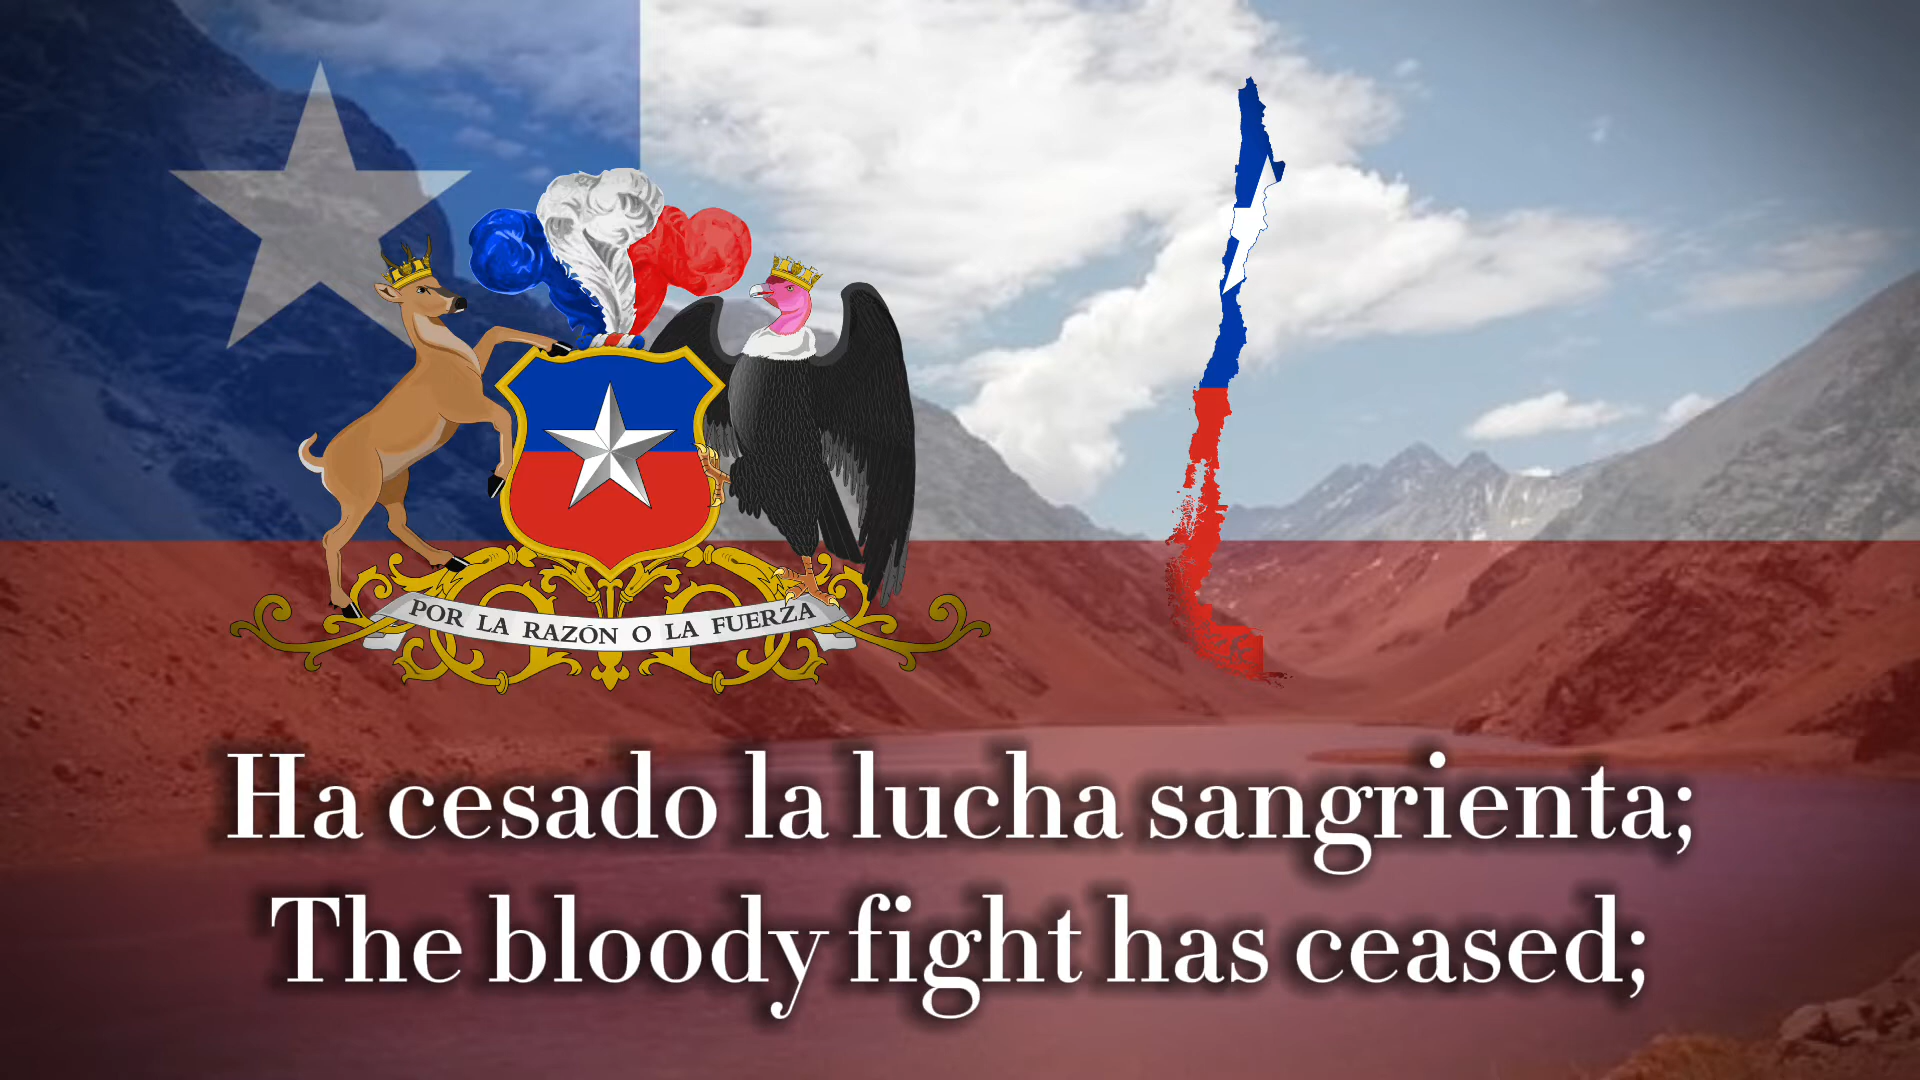 POR LA RAZÓN O LA FUERZA
Ha cesado la lucha sangrienta;
The bloody fight has ceased;